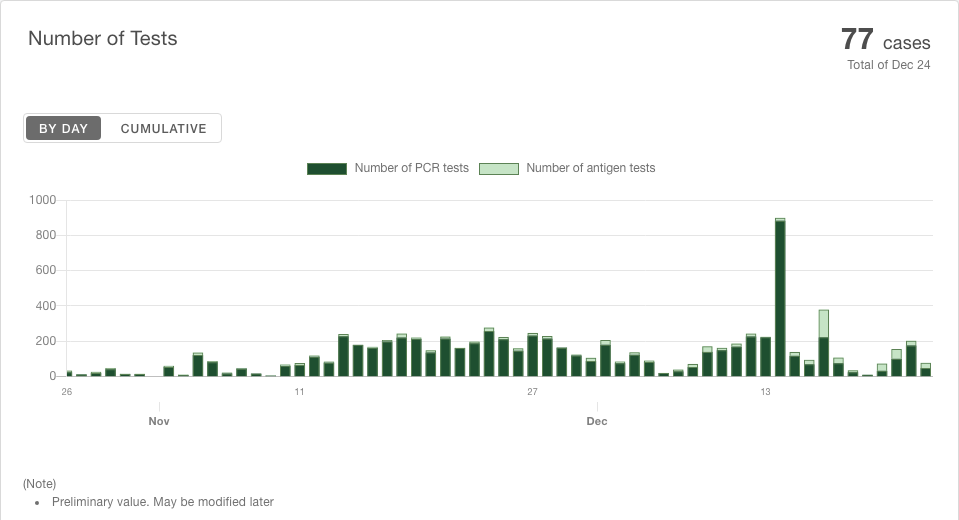 Number of Tests
77 cases
Total of Dec 24
BY DAY CUMULATIVE
Number of PCR tests Number of antigen tests
1000
800
600
400
200
0
26 11 27 13
Nov Dec
(Note)
• Preliminary value. May be modified later